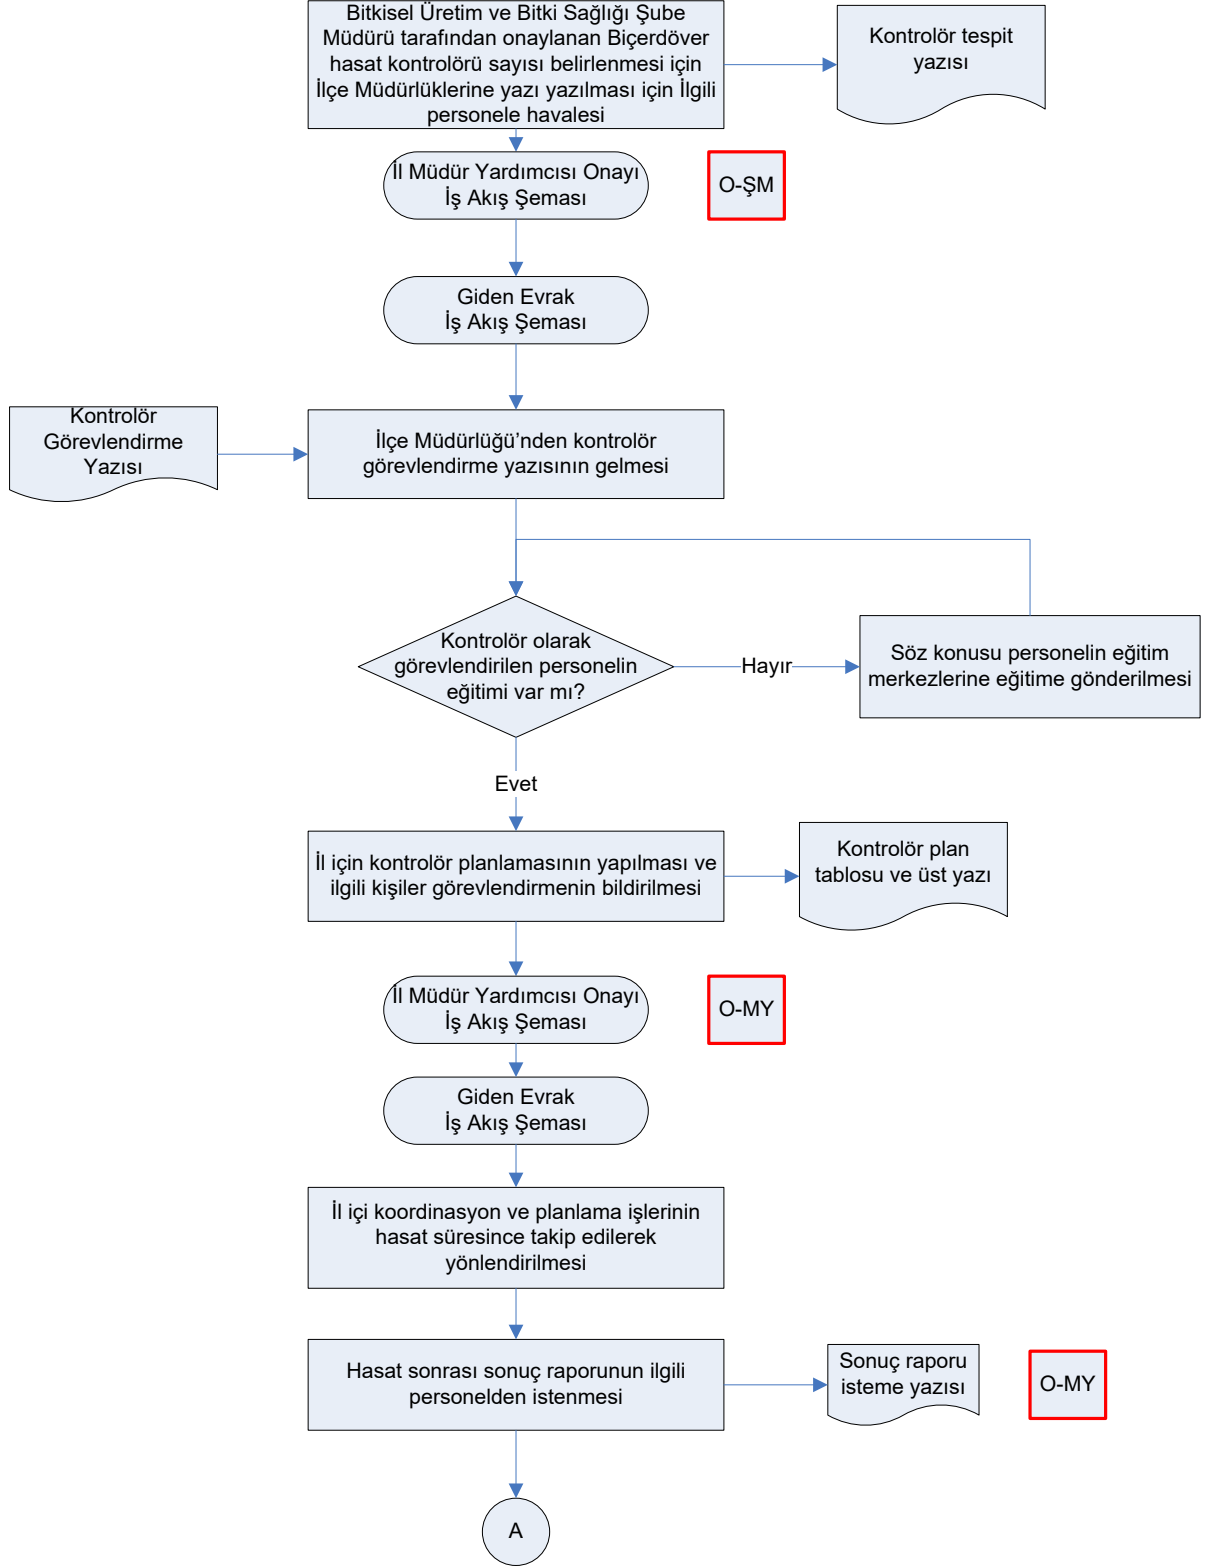 Bitkisel Üretim ve Bitki Sağlığı Şube
Müdürü tarafından onaylanan Biçerdöver
hasat kontrolörü sayısı belirlenmesi için
İlçe Müdürlüklerine yazı yazılması için İlgili
personele havalesi
Kontrolör tespit
yazısı
İl Müdür Yardımcısı Onayı
İş Akış Şeması
O-ŞM
Giden Evrak
İş Akış Şeması
Kontrolör
Görevlendirme
Yazısı
İlçe Müdürlüğü’nden kontrolör
görevlendirme yazısının gelmesi
Kontrolör olarak
görevlendirilen personelin
eğitimi var mı?
Hayır
Söz konusu personelin eğitim
merkezlerine eğitime gönderilmesi
Evet
İl için kontrolör planlamasının yapılması ve
ilgili kişiler görevlendirmenin bildirilmesi
Kontrolör plan
tablosu ve üst yazı
İl Müdür Yardımcısı Onayı
İş Akış Şeması
O-MY
Giden Evrak
İş Akış Şeması
İl içi koordinasyon ve planlama işlerinin
hasat süresince takip edilerek
yönlendirilmesi
Hasat sonrası sonuç raporunun ilgili
personelden istenmesi
Sonuç raporu
isteme yazısı
O-MY
A